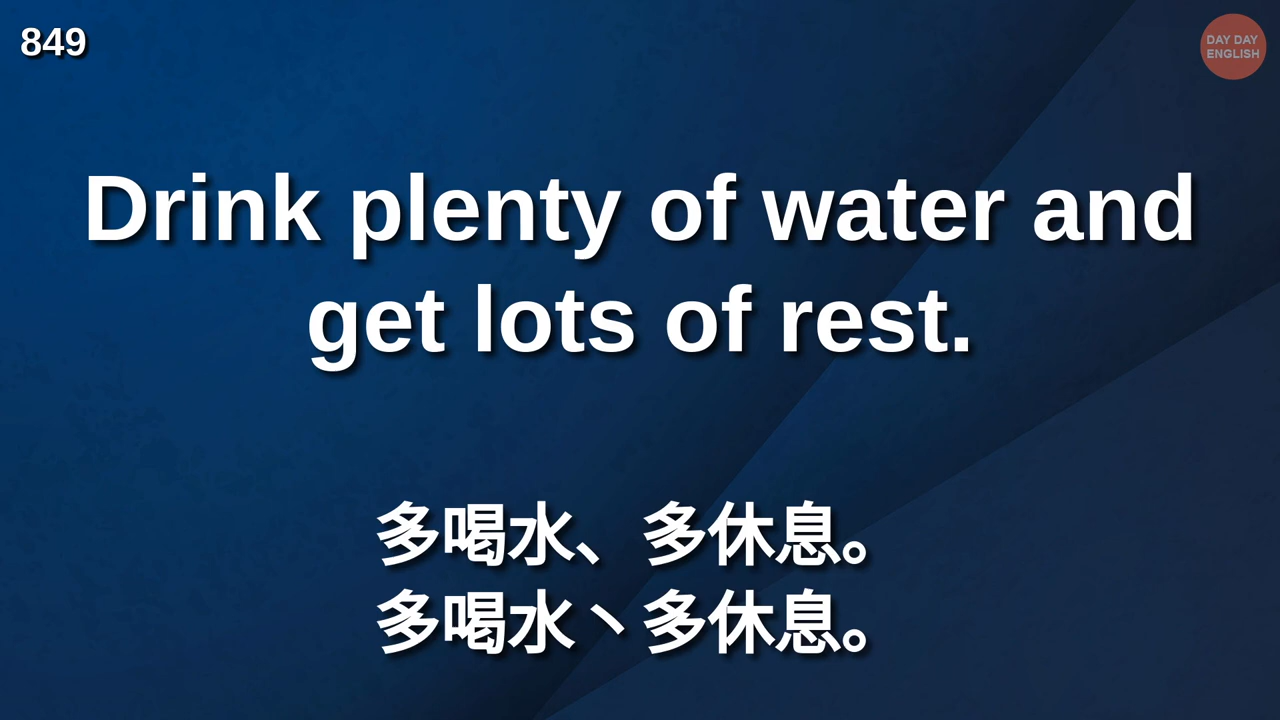 849
DAY DAY
ENGLISH
Drink plenty of water and
get lots of rest.
多喝水、多休息。
多喝水丶多休息。